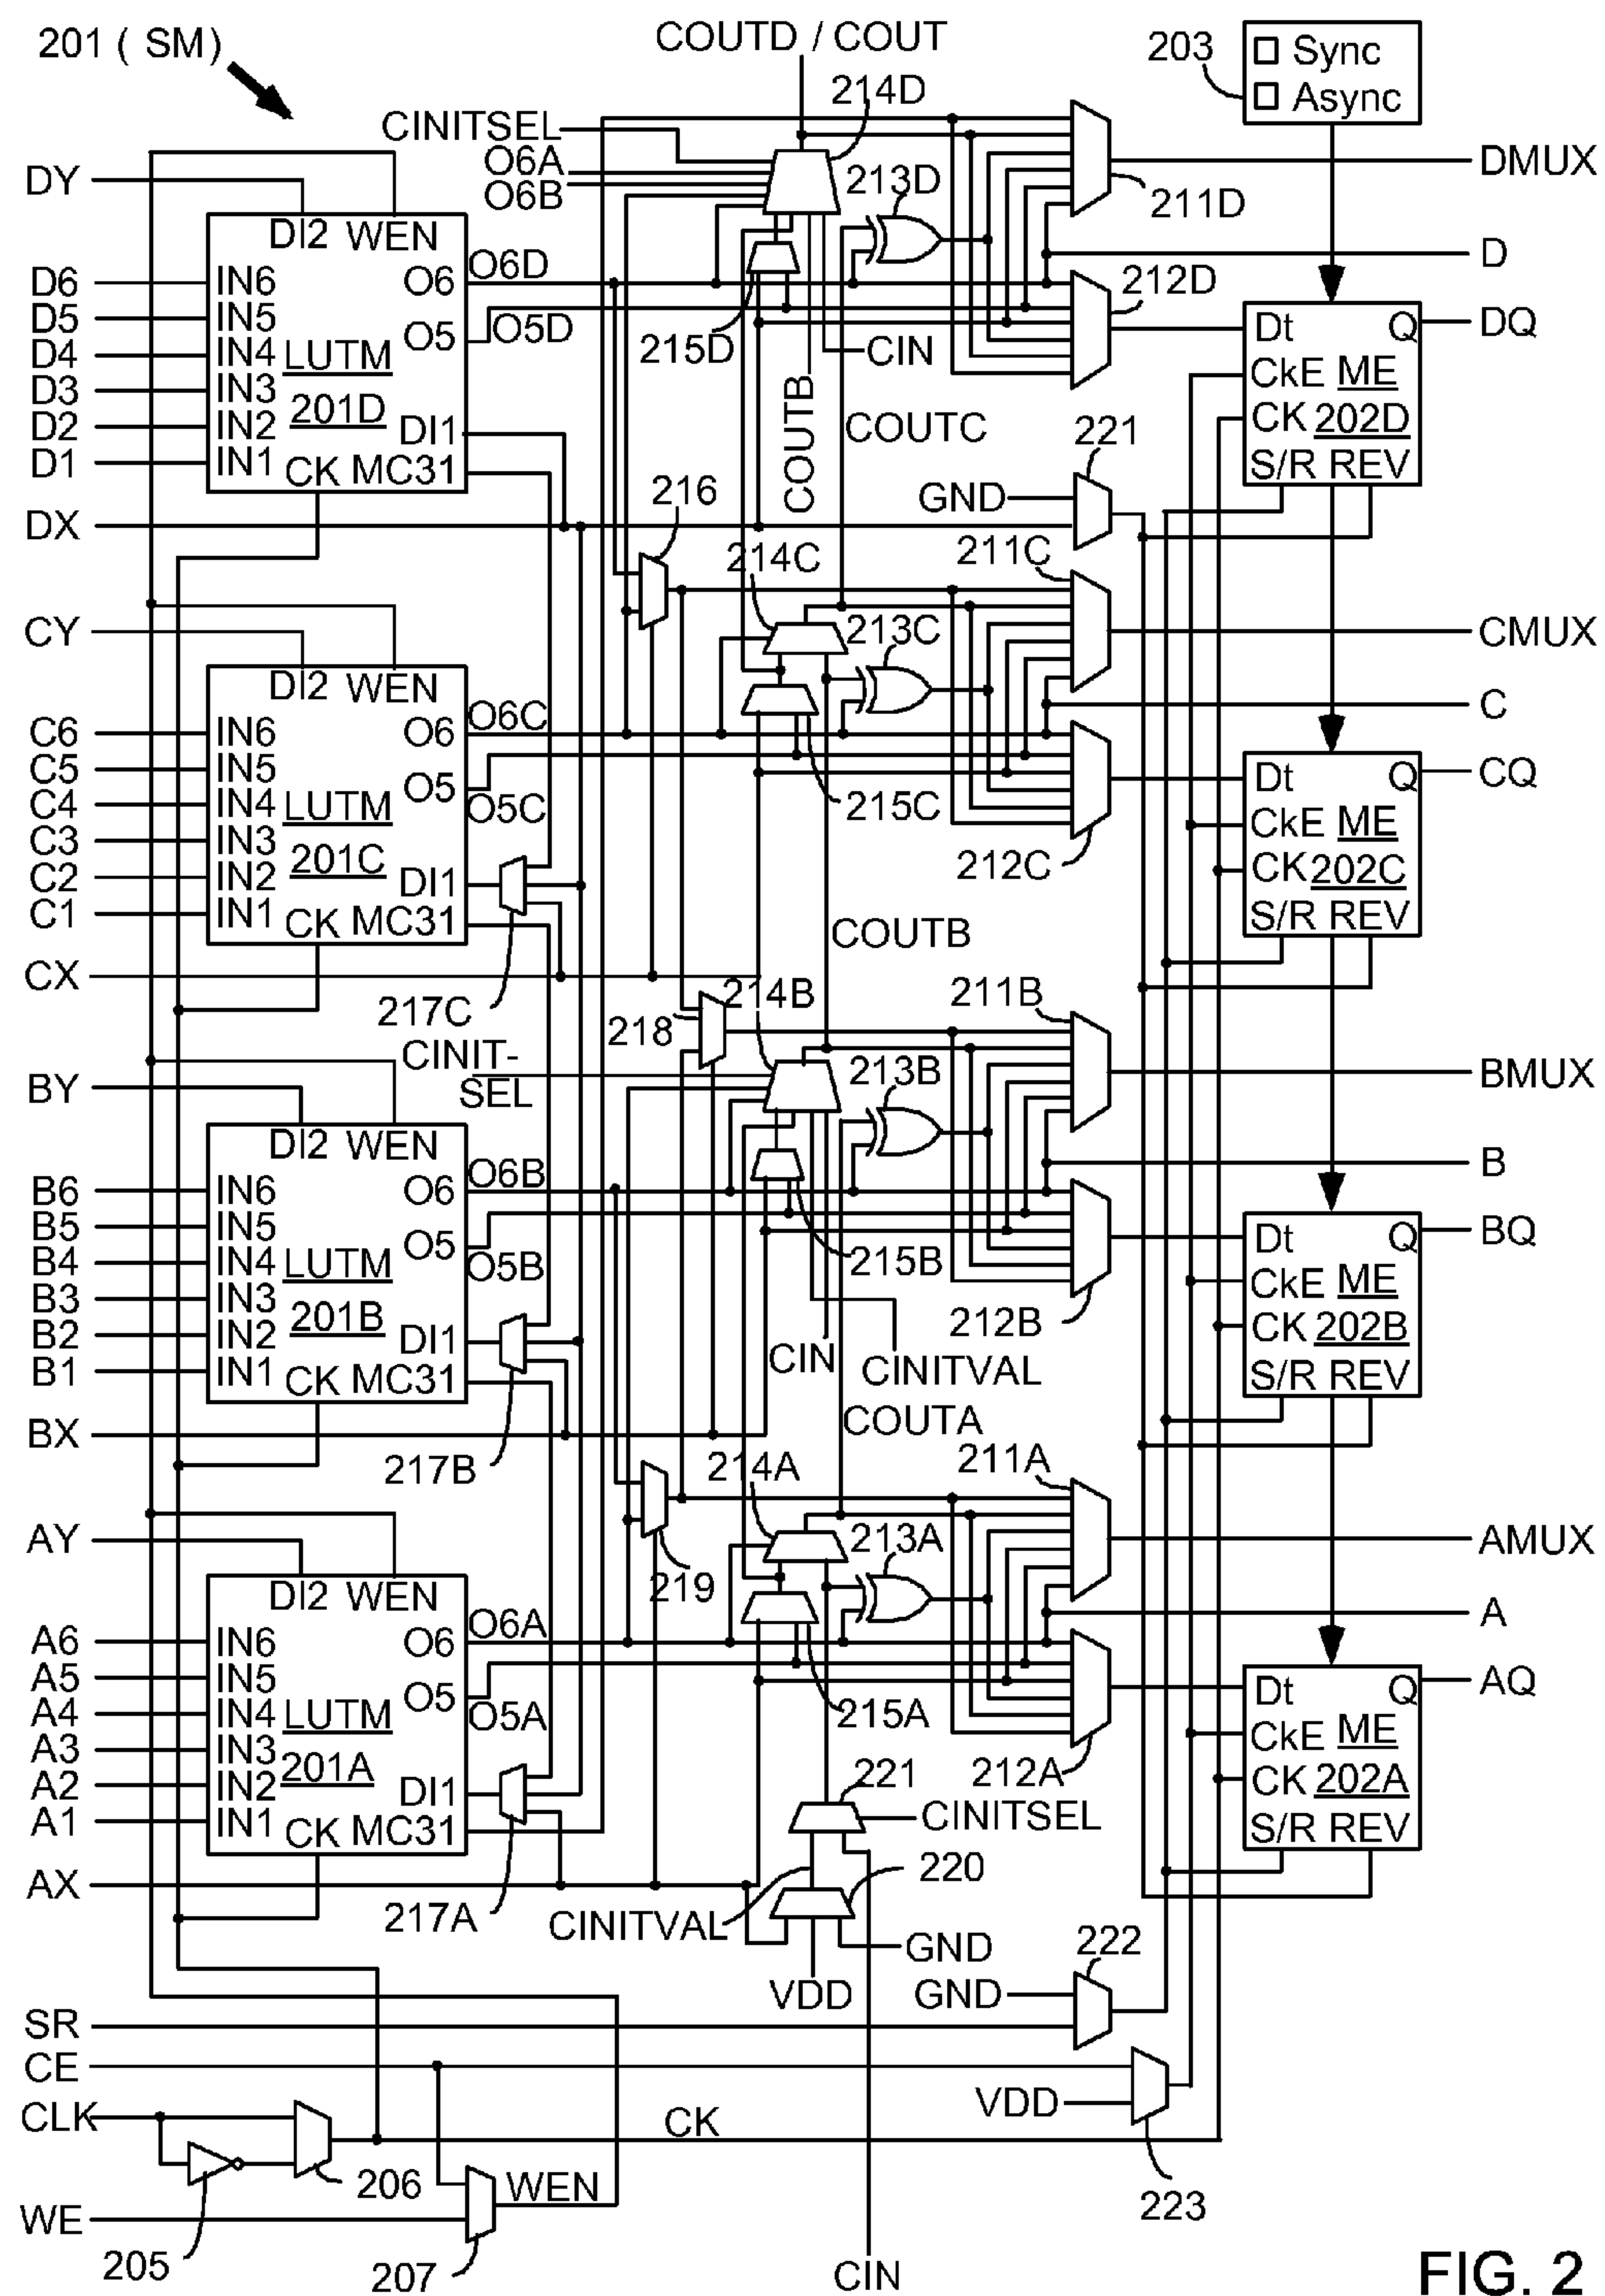 201 ( SM)
COUTD / COUT
203
Sync
Async
214D
CINITSEL
O6A
O6B
213D
DMUX
211D
DY
DI2 WEN
D
D6 IN6 O6 O6D
212D
D5 IN5 O5 O5D
Dt Q DQ
D4 IN4 LUTM
215D
CIN
CkE ME
D3 IN3 201D
COUTB
COUTC
CK 202D
D2 IN2 DI1
221
D1 IN1 CK MC31
S/R REV
216
GND
DX
214C
211C
CY
213C
CMUX
DI2 WEN
C
C6 IN6 O6 O6C
C5 IN5
Dt Q CQ
C4 IN4 LUTM O5 O5C
215C
CkE ME
C3 IN3 201C
212C
CK 202C
C2 IN2 DI1
C1 IN1 CK MC31
S/R REV
COUTB
CX
217C
214B
211B
218
CINIT-
SEL
213B
BMUX
BY
DI2 WEN
B
B6 IN6 O6 O6B
B5 IN5
Dt Q BQ
B4 IN4 LUTM O5 O5B
215B
CkE ME
B3 IN3 201B
212B
CK 202B
B2 IN2 DI1
CIN
CINITVAL
B1 IN1 CK MC31
S/R REV
COUTA
BX
217B
214A
211A
AY
213A
AMUX
219
DI2 WEN
A
A6 IN6 O6 O6A
A5 IN5
Dt Q AQ
A4 IN4 LUTM O5 O5A
215A
CkE ME
A3 IN3 201A
212A
CK 202A
A2 IN2 DI1
221
A1 IN1 CK MC31
CINITSEL
S/R REV
AX
220
217A
CINITVAL
GND
222
VDD
GND
SR
CE
VDD
CLK
CK
206
WEN
223
WE
205
207
CIN
FIG. 2